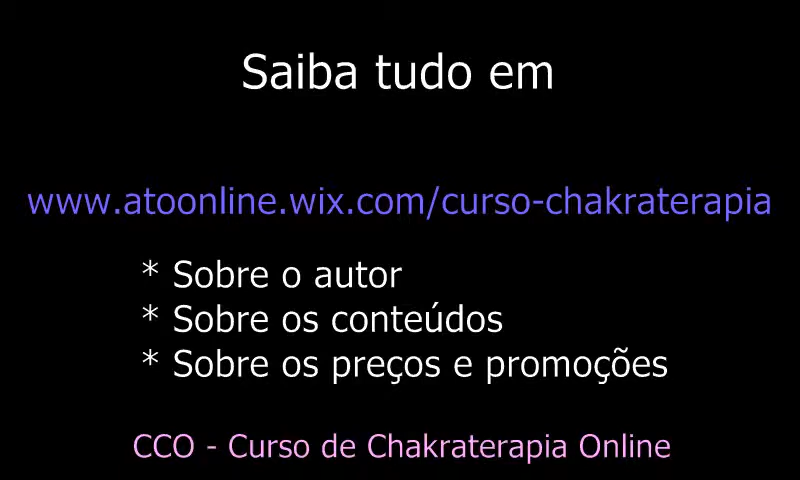 Saiba tudo em
www.atoonline.wix.com/curso-chakraterapia
* Sobre o autor
* Sobre os conteúdos
* Sobre os preços e promoções
CCO - Curso de Chakraterapia Online